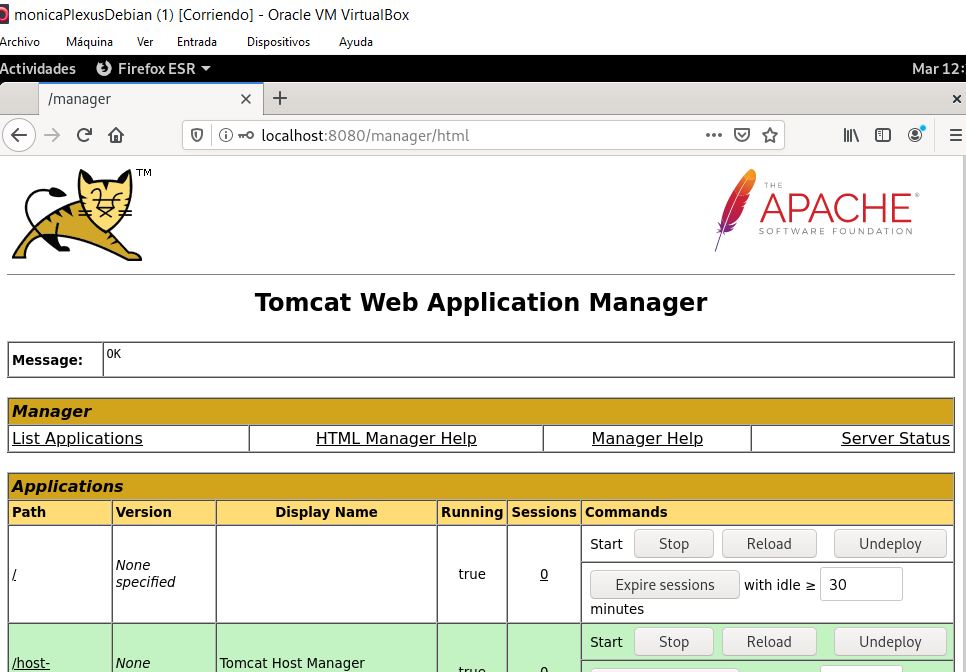 monicaPlexusDebian (1) [Corriendo] - Oracle VM VirtualBox
Archivo Máquina Ver Entrada Dispositivos Ayuda
Actividades Firefox ESR Mar 12:
/manager
localhost:8080/manager/html
TM
THE
APACHE®
SOFTWARE FOUNDATION
Tomcat Web Application Manager
Message: OK
Manager
List Applications HTML Manager Help Manager Help Server Status
Applications
Path Version Display Name Running Sessions Commands
/ None specified true 0 Start Stop Reload Undeploy
Expire sessions with idle ≥ 30
minutes
/host- None Tomcat Host Manager true 0 Start Stop Reload Undeploy